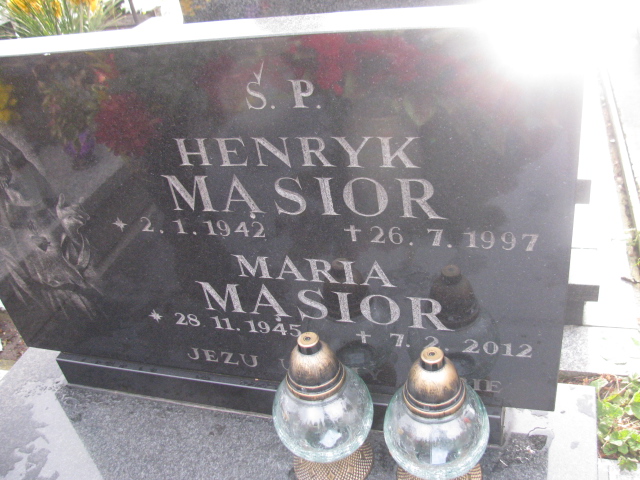 Ś. P.
HENRYK
MĄSIOR
* 2. 1. 1942 † 26. 7. 1997
MARIA
MĄSIOR
* 28. 11. 1945 † 7. 2. 2012
JEZU